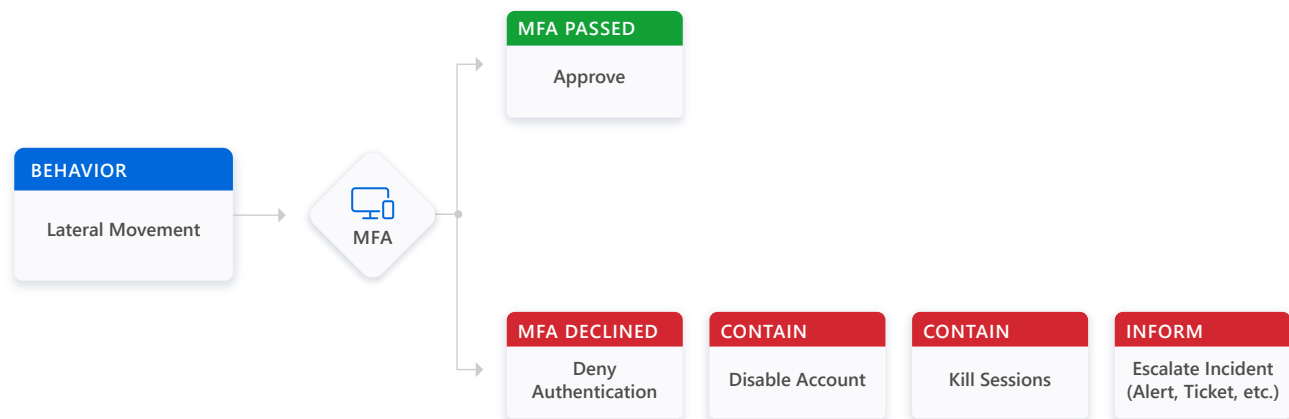 MFA PASSED
Approve
BEHAVIOR
Lateral Movement
MFA
MFA DECLINED
Deny
Authentication
CONTAIN
Disable Account
CONTAIN
Kill Sessions
INFORM
Escalate Incident
(Alert, Ticket, etc.)